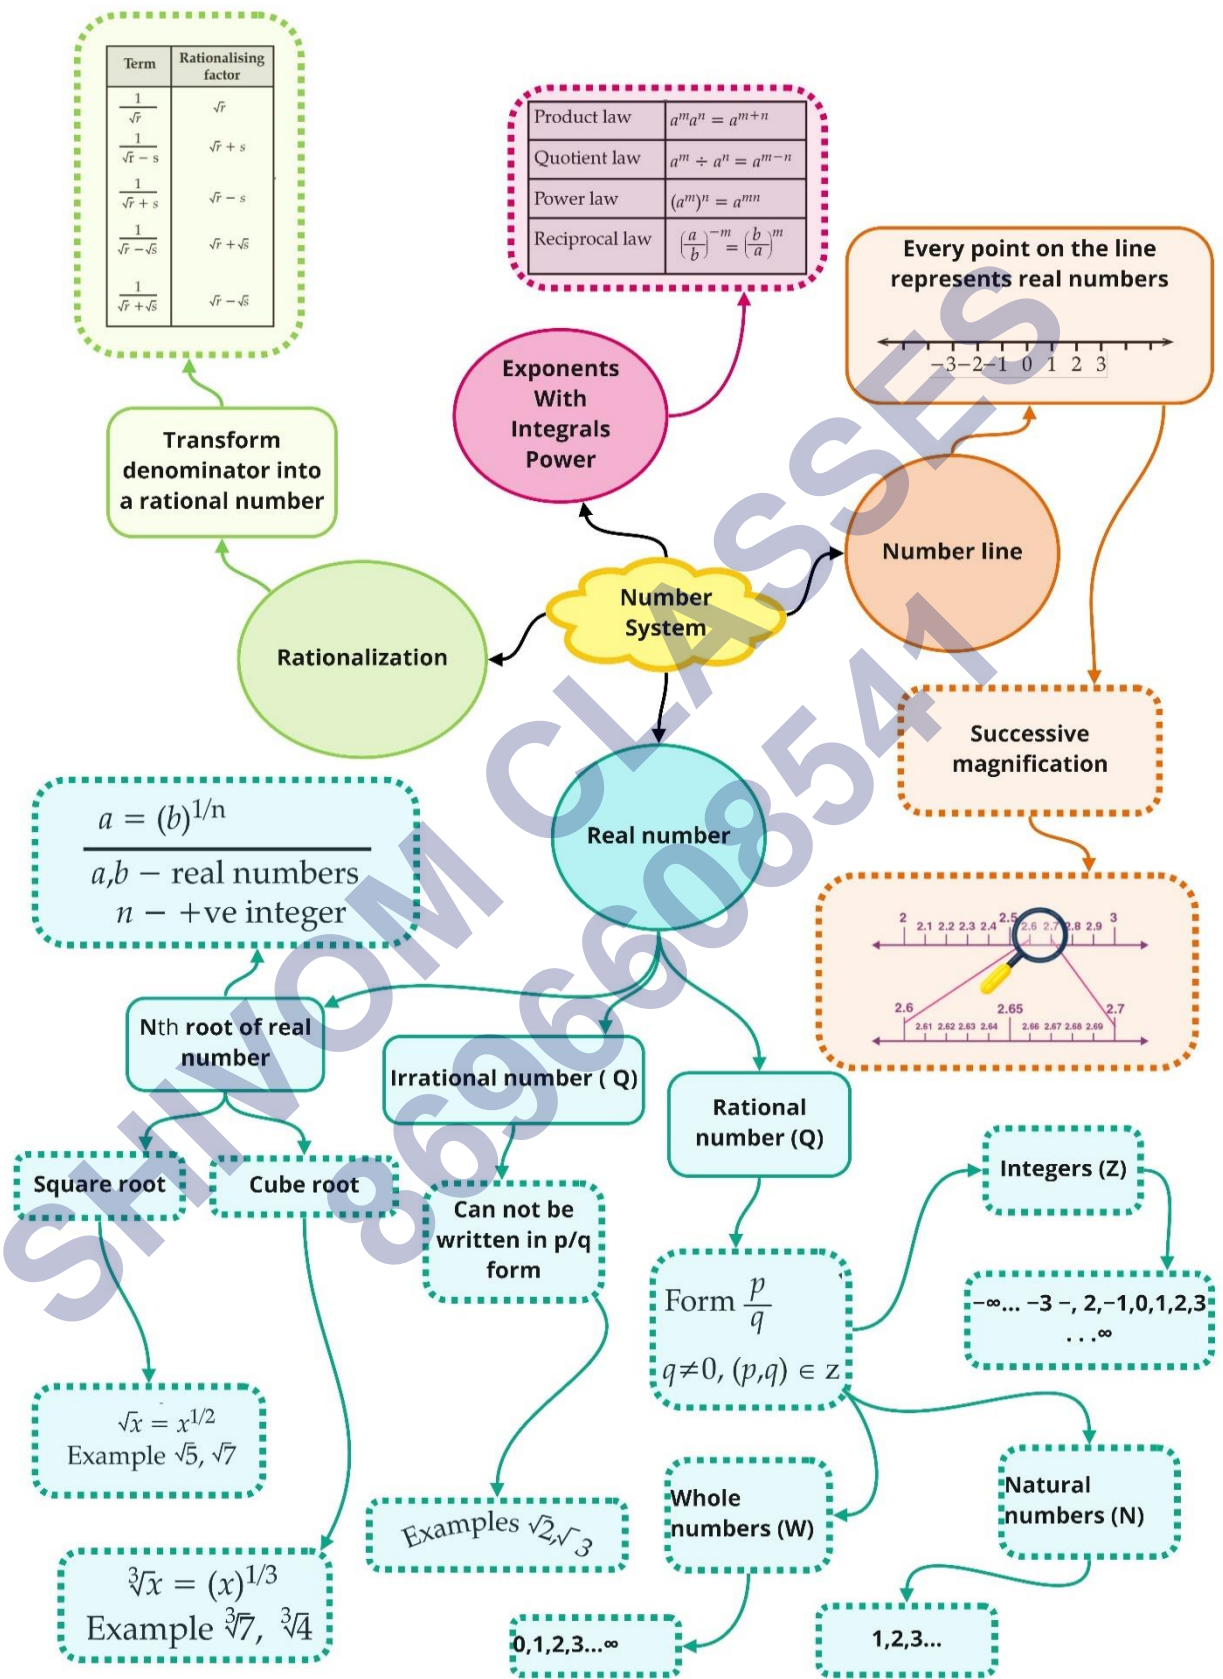 Term Rationalising factor
1/√r √r
1/(√r − s) √r + s
1/(√r + s) √r − s
1/(√r − √s) √r + √s
1/(√r + √s) √r − √s
Product law aᵐaⁿ = aᵐ⁺ⁿ
Quotient law aᵐ ÷ aⁿ = aᵐ⁻ⁿ
Power law (aᵐ)ⁿ = aᵐⁿ
Reciprocal law (a/b)⁻ᵐ = (b/a)ᵐ
Every point on the line
represents real numbers
−3 −2 −1 0 1 2 3
Exponents
With
Integrals
Power
Transform
denominator into
a rational number
Number line
Number
System
Rationalization
Successive
magnification
Real number
a = (b)^1/n
a,b − real numbers
n − +ve integer
2 2.1 2.2 2.3 2.4 2.5 2.6 2.7 2.8 2.9 3
2.6 2.61 2.62 2.63 2.64 2.65 2.66 2.67 2.68 2.69 2.7
Nth root of real
number
Irrational number ( Q)
Rational
number (Q)
Square root
Cube root
Can not be
written in p/q
form
Integers (Z)
Form p/q
q≠0, (p,q) ∈ z
−∞... −3 −, 2,−1,0,1,2,3
. . .∞
√x = x^1/2
Example √5, √7
Examples √2,√ 3
Whole
numbers (W)
Natural
numbers (N)
∛x = (x)^1/3
Example ∛7, ∛4
0,1,2,3...∞
1,2,3...
SHIVOM CLASSES
8696608541